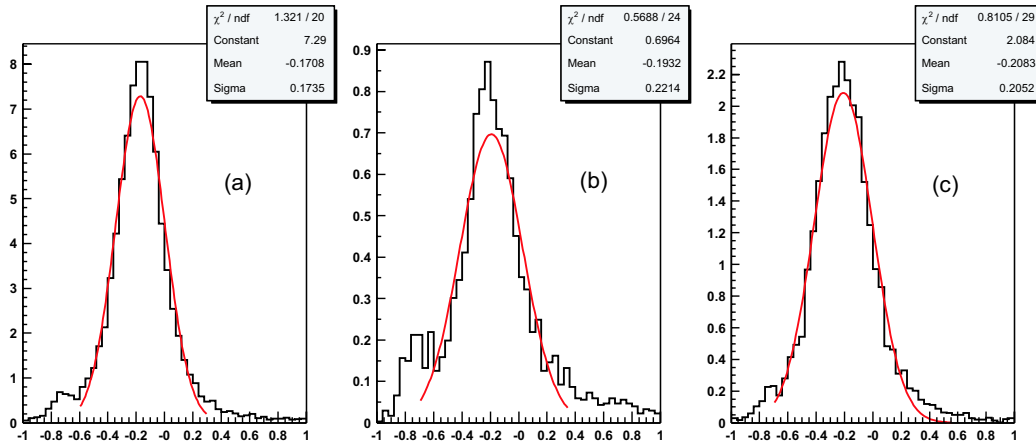 χ² / ndf 1.321 / 20
Constant 7.29
Mean -0.1708
Sigma 0.1735
(a)
8
7
6
5
4
3
2
1
0
-1 -0.8 -0.6 -0.4 -0.2 -0 0.2 0.4 0.6 0.8 1
χ² / ndf 0.5688 / 24
Constant 0.6964
Mean -0.1932
Sigma 0.2214
(b)
0.9
0.8
0.7
0.6
0.5
0.4
0.3
0.2
0.1
0
-1 -0.8 -0.6 -0.4 -0.2 -0 0.2 0.4 0.6 0.8 1
χ² / ndf 0.8105 / 29
Constant 2.084
Mean -0.2083
Sigma 0.2052
(c)
2.2
2
1.8
1.6
1.4
1.2
1
0.8
0.6
0.4
0.2
0
-1 -0.8 -0.6 -0.4 -0.2 -0 0.2 0.4 0.6 0.8 1